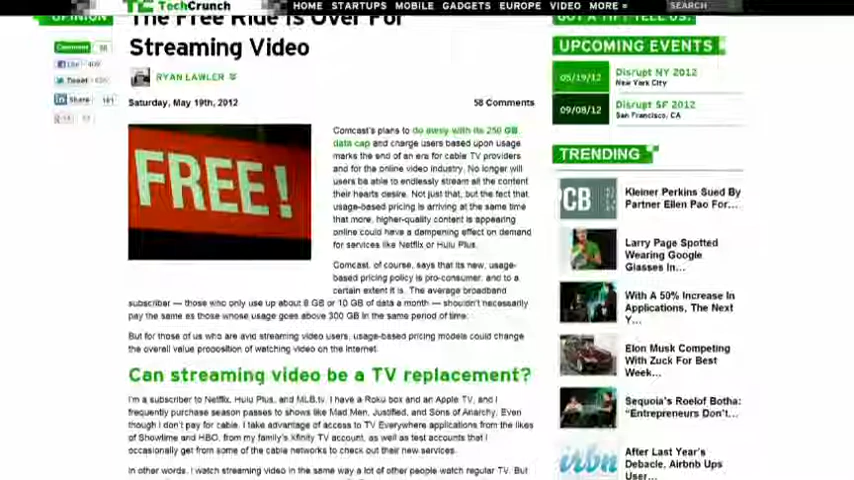 TC TechCrunch
HOME STARTUPS MOBILE GADGETS EUROPE VIDEO MORE
SEARCH
OPINION
The Free Ride Is Over For
Streaming Video
RYAN LAWLER
Saturday, May 19th, 2012
58 Comments
Comment 58
Like
Tweet
Share 181
FREE!
Comcast's plans to do away with its 250 GB
data cap and charge users based upon usage
marks the end of an era for cable TV providers
and for the online video industry. No longer will
users be able to endlessly stream all the content
their hearts desire. Not just that, but the fact that
usage-based pricing is arriving at the same time
that more, higher-quality content is appearing
online could have a dampening effect on demand
for services like Netflix or Hulu Plus.
Comcast, of course, says that its new, usage-
based pricing policy is pro-consumer, and to a
certain extent it is. The average broadband
subscriber — those who only use up about 8 GB or 10 GB of data a month — shouldn't necessarily
pay the same as those whose usage goes above 300 GB in the same period of time.
But for those of us who are avid streaming video users, usage-based pricing models could change
the overall value proposition of watching video on the Internet.
Can streaming video be a TV replacement?
I'm a subscriber to Netflix, Hulu Plus, and MLB.tv. I have a Roku box and an Apple TV, and I
frequently purchase season passes to shows like Mad Men, Justified, and Sons of Anarchy. Even
though I don't pay for cable, I take advantage of access to TV Everywhere applications from the likes
of Showtime and HBO, from my family's Xfinity TV account, as well as test accounts that I
occasionally get from some of the cable networks to check out their new services.
In other words, I watch streaming video in the same way a lot of other people watch regular TV. But
GOT A TIP? TELL US.
UPCOMING EVENTS
05/19/12
Disrupt NY 2012
New York City
09/08/12
Disrupt SF 2012
San Francisco, CA
TRENDING
PCB
Kleiner Perkins Sued By
Partner Ellen Pao For...
Larry Page Spotted
Wearing Google
Glasses In...
With A 50% Increase In
Applications, The Next
Y...
Elon Musk Competing
With Zuck For Best
Week...
Sequoia's Roelof Botha:
“Entrepreneurs Don't...
airbn
After Last Year's
Debacle, Airbnb Ups
User...